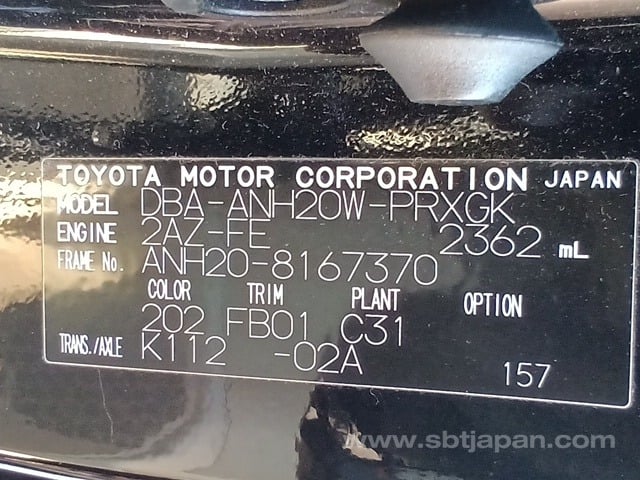 TOYOTA MOTOR CORPORATION JAPAN
MODEL DBA-ANH20W-PRXGK
ENGINE 2AZ-FE 2362 mL
FRAME No. ANH20-8167370
COLOR TRIM PLANT OPTION
202 FB01 C31
TRANS./AXLE K112 -02A
157
www.sbtjapan.com